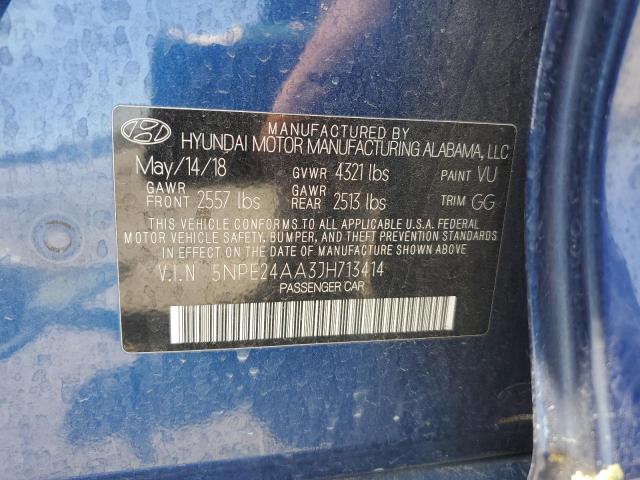 MANUFACTURED BY
HYUNDAI MOTOR MANUFACTURING ALABAMA, LLC
May/14/18 GVWR 4321 lbs PAINT VU
GAWR FRONT 2557 lbs GAWR REAR 2513 lbs TRIM GG
THIS VEHICLE CONFORMS TO ALL APPLICABLE U.S.A. FEDERAL
MOTOR VEHICLE SAFETY, BUMPER, AND THEFT PREVENTION
STANDARDS IN EFFECT ON THE DATE OF MANUFACTURE SHOWN ABOVE.
V.I.N 5NPE24AA3JH713414
PASSENGER CAR